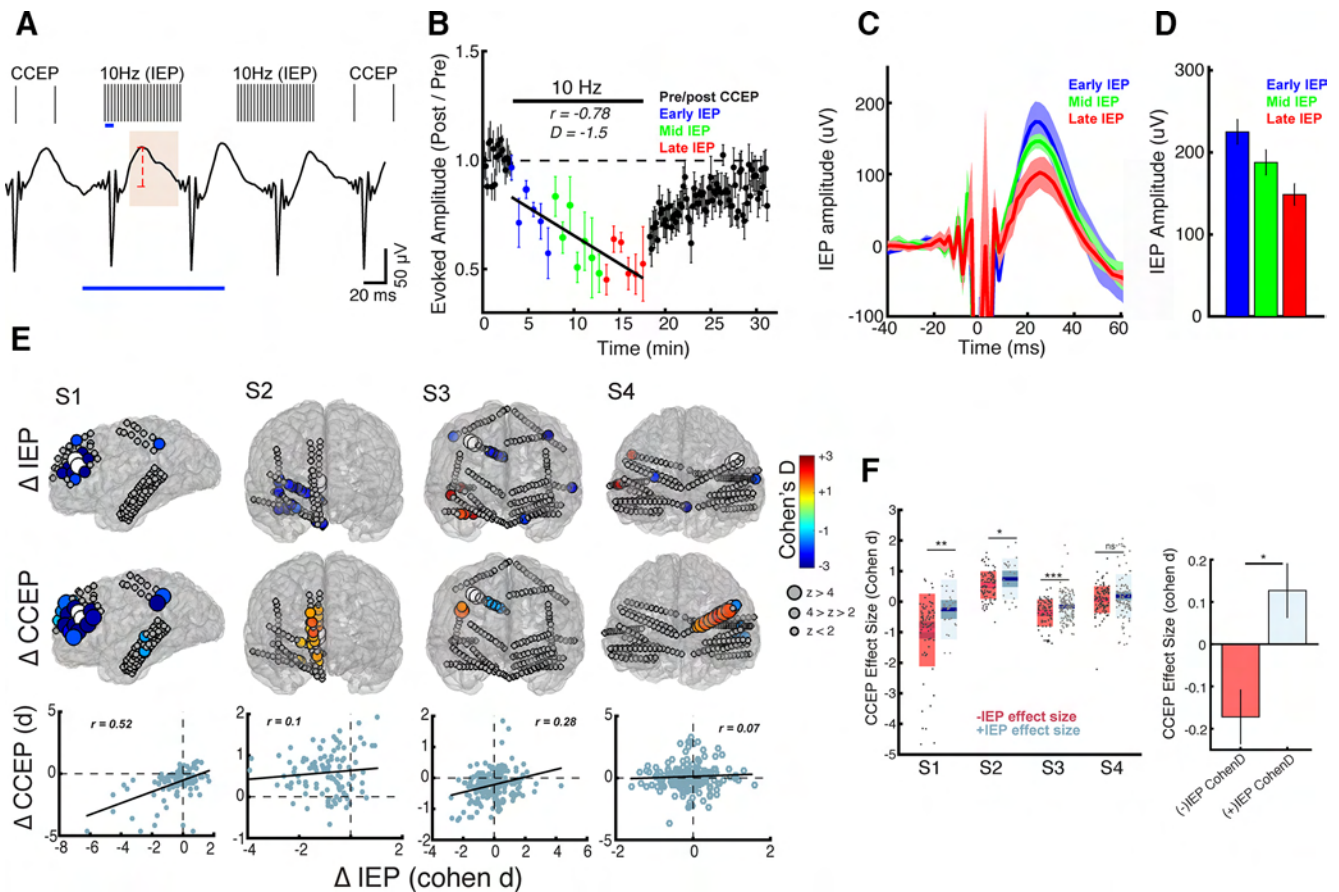 A
CCEP 10Hz (IEP) 10Hz (IEP) CCEP
50 µV
20 ms
B
Evoked Amplitude (Post / Pre)
1.5
1.0
0.5
10 Hz
r = -0.78
D = -1.5
Pre/post CCEP
Early IEP
Mid IEP
Late IEP
0 5 10 15 20 25 30
Time (min)
C
IEP amplitude (uV)
200
100
0
-100
Early IEP
Mid IEP
Late IEP
-40 -20 0 20 40 60
Time (ms)
D
IEP Amplitude (uV)
300
200
100
0
Early IEP
Mid IEP
Late IEP
E
S1 S2 S3 S4
Δ IEP
Δ CCEP
Cohen's D
+3
+1
-1
-3
z > 4
4 > z > 2
z < 2
Δ CCEP (d)
5
0
-5
r = 0.52
-8 -6 -4 -2 0 2
2
1
0
-1
r = 0.1
-4 -2 0 2
2
1
0
-1
-2
r = 0.28
-4 -2 0 2 4
5
0
-5
r = 0.07
-4 -2 0 2
Δ IEP (cohen d)
F
CCEP Effect Size (Cohen d)
3
2
1
0
-1
-2
-3
-4
-5
** * *** ns
-IEP effect size
+IEP effect size
S1 S2 S3 S4
CCEP Effect Size (cohen d)
0.2
0.1
0
-0.1
-0.2
*
(-)IEP CohenD
(+)IEP CohenD